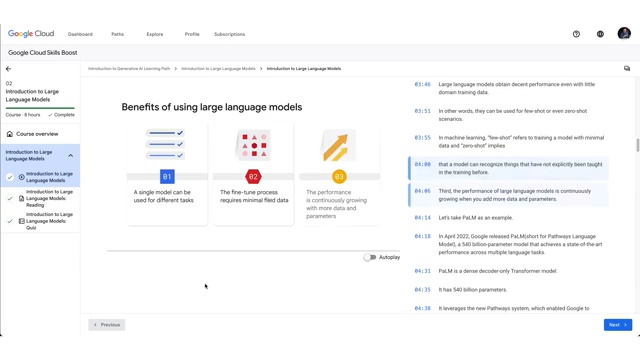 Google Cloud
Dashboard
Paths
Explore
Profile
Subscriptions
Google Cloud Skills Boost
Introduction to Generative AI Learning Path
Introduction to Large Language Models
Introduction to Large Language Models
02
Introduction to Large
Language Models
Course · 8 hours
Complete
Course overview
Introduction to Large
Language Models
Introduction to Large
Language Models
Introduction to Large
Language Models: Reading
Introduction to Large
Language Models: Quiz
Benefits of using large language models
01
A single model can be
used for different tasks
02
The fine-tune process
requires minimal filed data
03
The performance
is continuously growing
with more data and
parameters
Autoplay
03:46 Large language models obtain decent performance even with little
domain training data.
03:51 In other words, they can be used for few-shot or even zero-shot
scenarios.
03:55 In machine learning, "few-shot" refers to training a model with minimal
data and "zero-shot" implies
04:00 that a model can recognize things that have not explicitly been taught
in the training before.
04:06 Third, the performance of large language models is continuously
growing when you add more data and parameters.
04:14 Let's take PaLM as an example.
04:18 In April 2022, Google released PaLM(short for Pathways Language
Model), a 540 billion-parameter model that achieves a state-of-the-art
performance across multiple language tasks.
04:31 PaLM is a dense decoder-only Transformer model.
04:35 It has 540 billion parameters.
04:38 It leverages the new Pathways system, which enabled Google to
Previous
Next